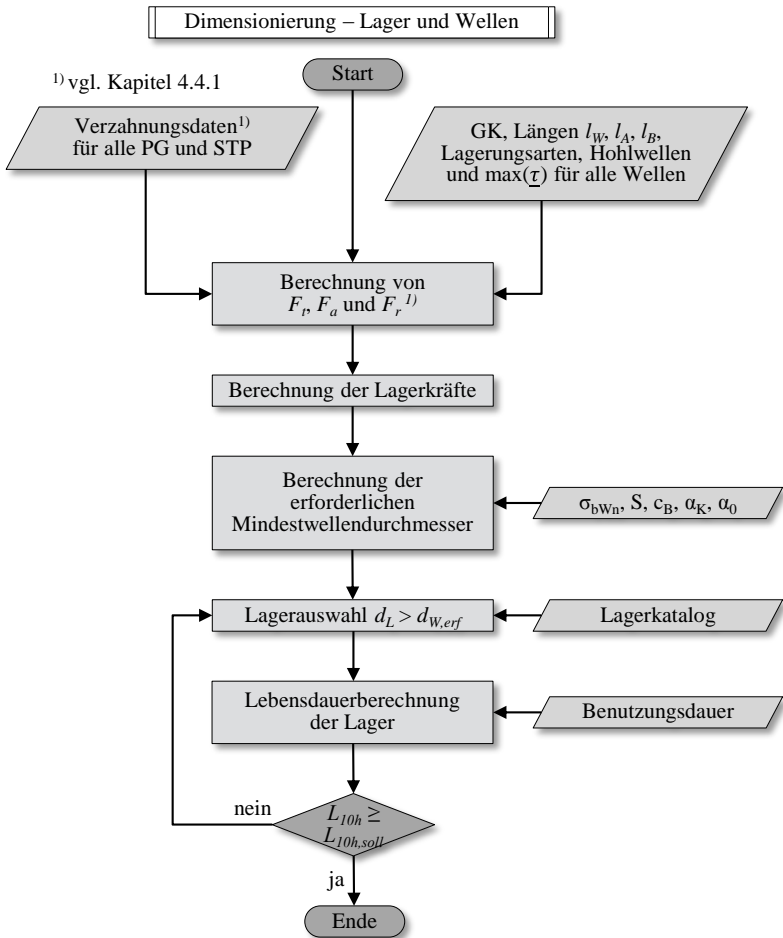 Dimensionierung – Lager und Wellen
Start
1) vgl. Kapitel 4.4.1
Verzahnungsdaten1)
für alle PG und STP
GK, Längen lW, lA, lB,
Lagerungsarten, Hohlwellen
und max(τ) für alle Wellen
Berechnung von
Ft, Fa und Fr 1)
Berechnung der Lagerkräfte
Berechnung der
erforderlichen
Mindestwellendurchmesser
σbWn, S, cB, αK, α0
Lagerauswahl dL > dW,erf
Lagerkatalog
Lebensdauerberechnung
der Lager
Benutzungsdauer
nein
L10h ≥
L10h,soll
ja
Ende